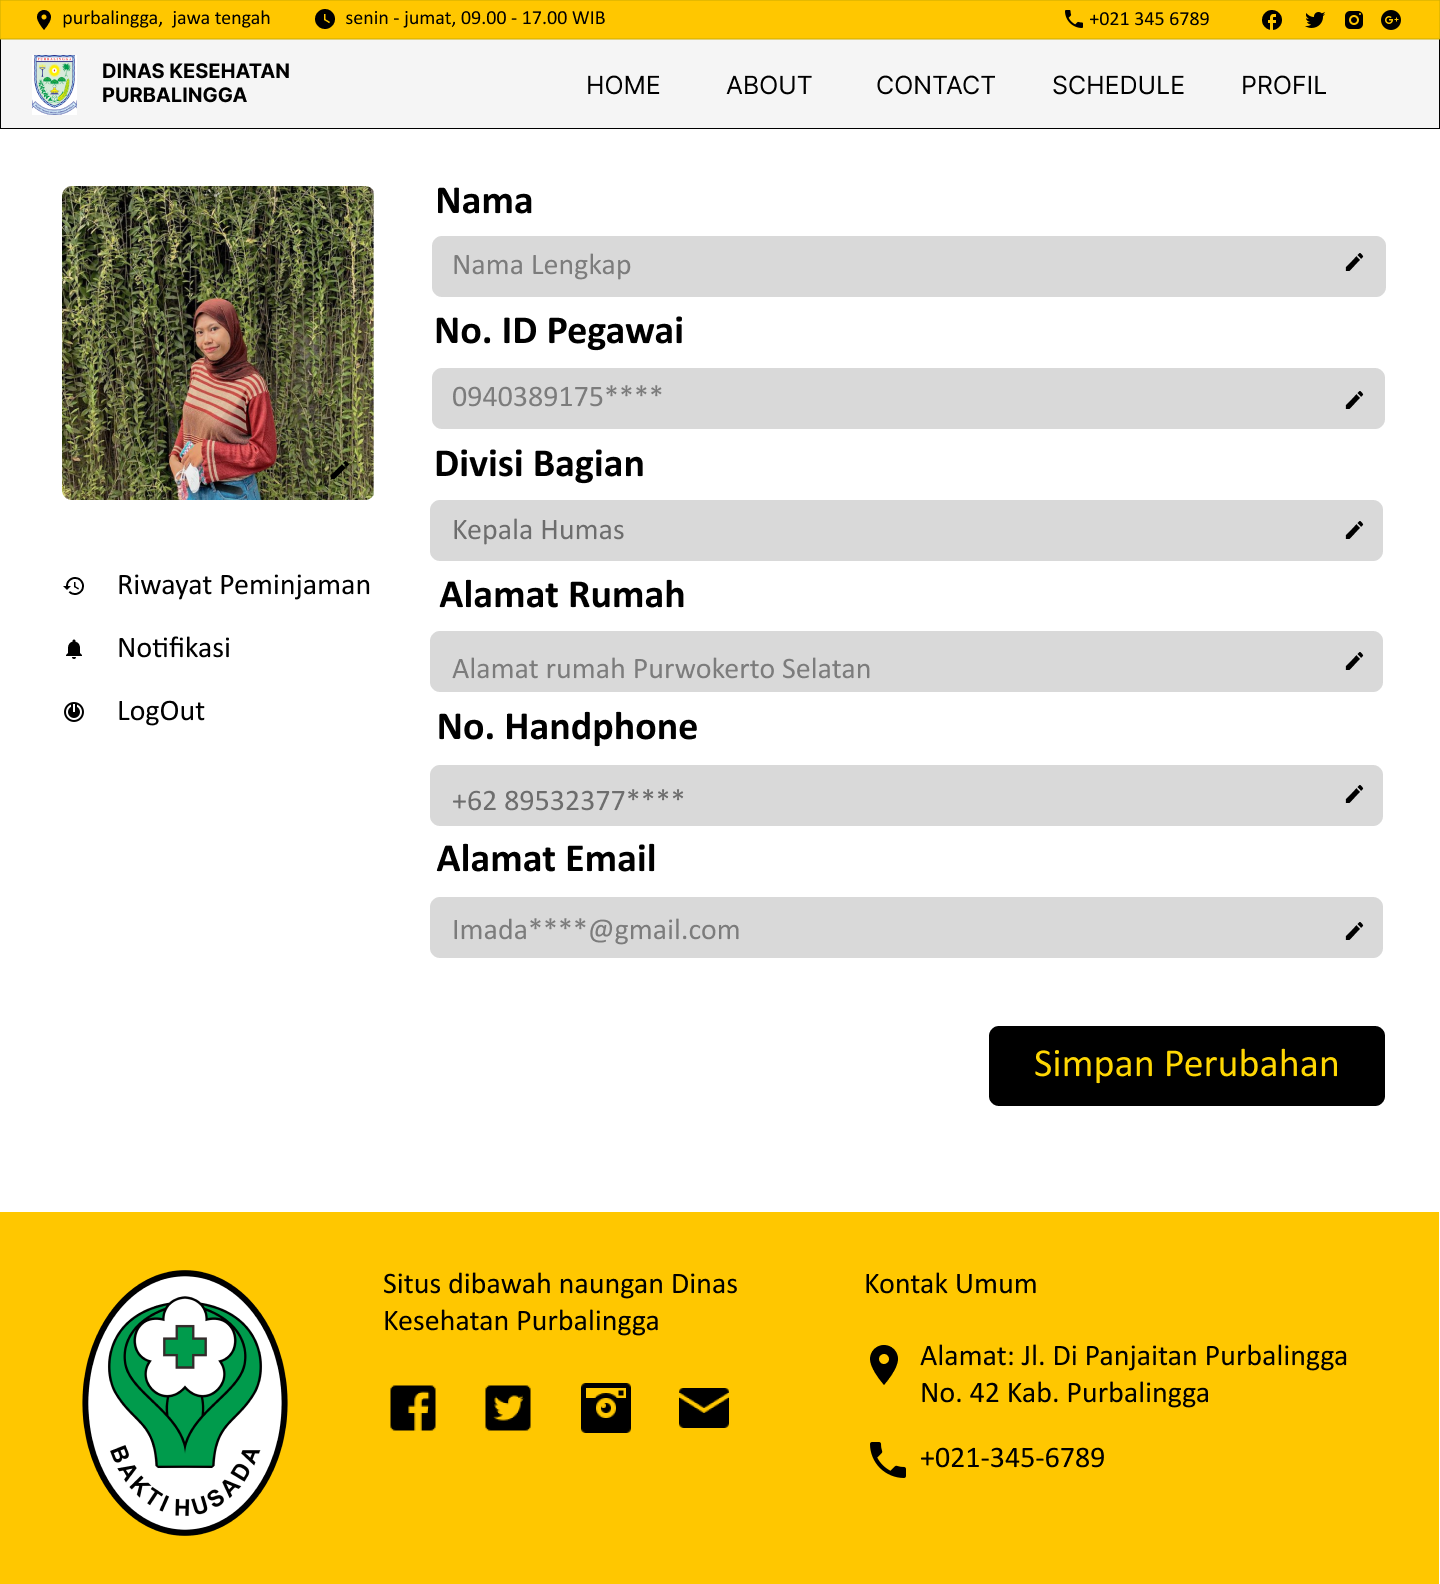 purbalingga,  jawa tengah
senin - jumat, 09.00 - 17.00 WIB
+021 345 6789
DINAS KESEHATAN
PURBALINGGA
HOME
ABOUT
CONTACT
SCHEDULE
PROFIL
Nama
Nama Lengkap
No. ID Pegawai
0940389175****
Divisi Bagian
Kepala Humas
Riwayat Peminjaman
Notifikasi
LogOut
Alamat Rumah
Alamat rumah Purwokerto Selatan
No. Handphone
+62 89532377****
Alamat Email
Imada****@gmail.com
Simpan Perubahan
BAKTI HUSADA
Situs dibawah naungan Dinas
Kesehatan Purbalingga
Kontak Umum
Alamat: Jl. Di Panjaitan Purbalingga
No. 42 Kab. Purbalingga
+021-345-6789